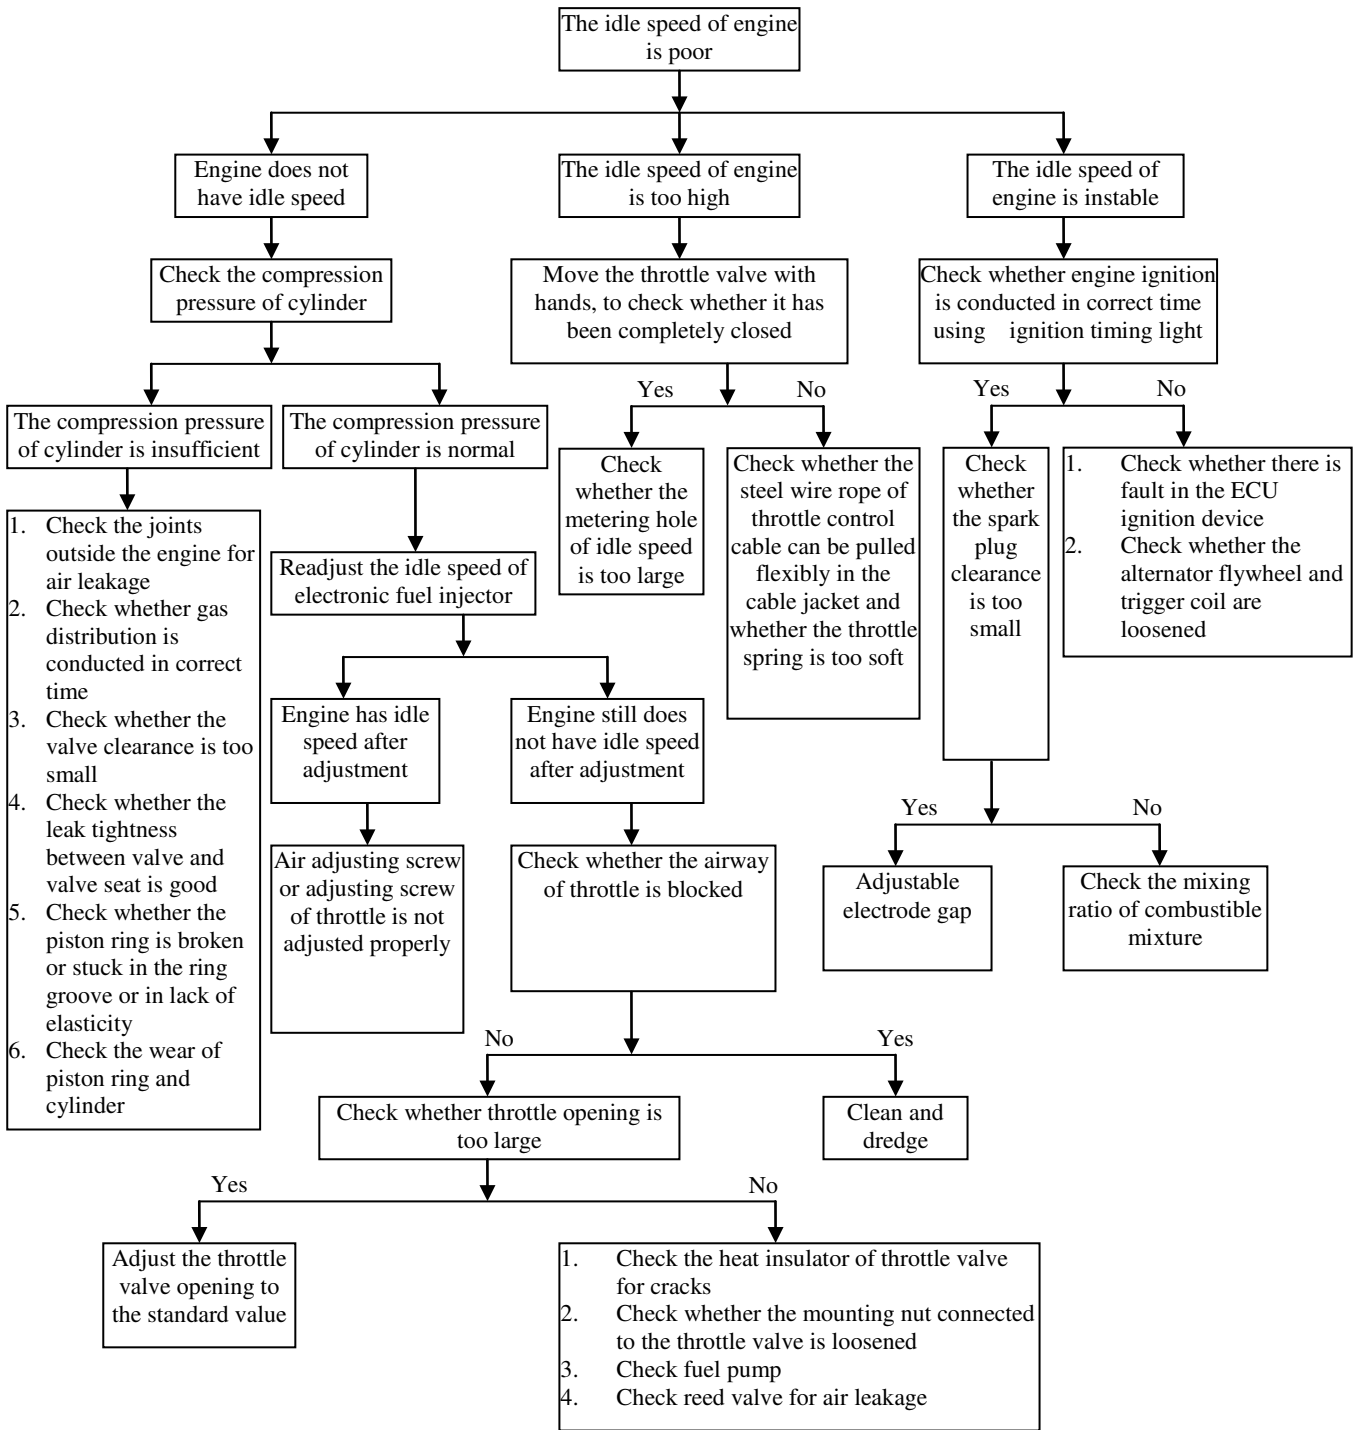 The idle speed of engine
is poor
Engine does not
have idle speed
The idle speed of engine
is too high
The idle speed of
engine is instable
Check the compression
pressure of cylinder
Move the throttle valve with
hands, to check whether it has
been completely closed
Check whether engine ignition
is conducted in correct time
using ignition timing light
Yes
No
Yes
No
The compression pressure
of cylinder is insufficient
The compression pressure
of cylinder is normal
Check
whether the
metering hole
of idle speed
is too large
Check whether the
steel wire rope of
throttle control
cable can be pulled
flexibly in the
cable jacket and
whether the throttle
spring is too soft
Check
whether
the spark
plug
clearance
is too
small
1. Check whether there is
fault in the ECU
ignition device
2. Check whether the
alternator flywheel and
trigger coil are
loosened
1. Check the joints
outside the engine for
air leakage
2. Check whether gas
distribution is
conducted in correct
time
3. Check whether the
valve clearance is too
small
4. Check whether the
leak tightness
between valve and
valve seat is good
5. Check whether the
piston ring is broken
or stuck in the ring
groove or in lack of
elasticity
6. Check the wear of
piston ring and
cylinder
Readjust the idle speed of
electronic fuel injector
Engine has idle
speed after
adjustment
Engine still does
not have idle speed
after adjustment
Yes
No
Air adjusting screw
or adjusting screw
of throttle is not
adjusted properly
Check whether the airway
of throttle is blocked
Adjustable
electrode gap
Check the mixing
ratio of combustible
mixture
No
Yes
Check whether throttle opening is
too large
Clean and
dredge
Yes
No
Adjust the throttle
valve opening to
the standard value
1. Check the heat insulator of throttle valve
for cracks
2. Check whether the mounting nut connected
to the throttle valve is loosened
3. Check fuel pump
4. Check reed valve for air leakage